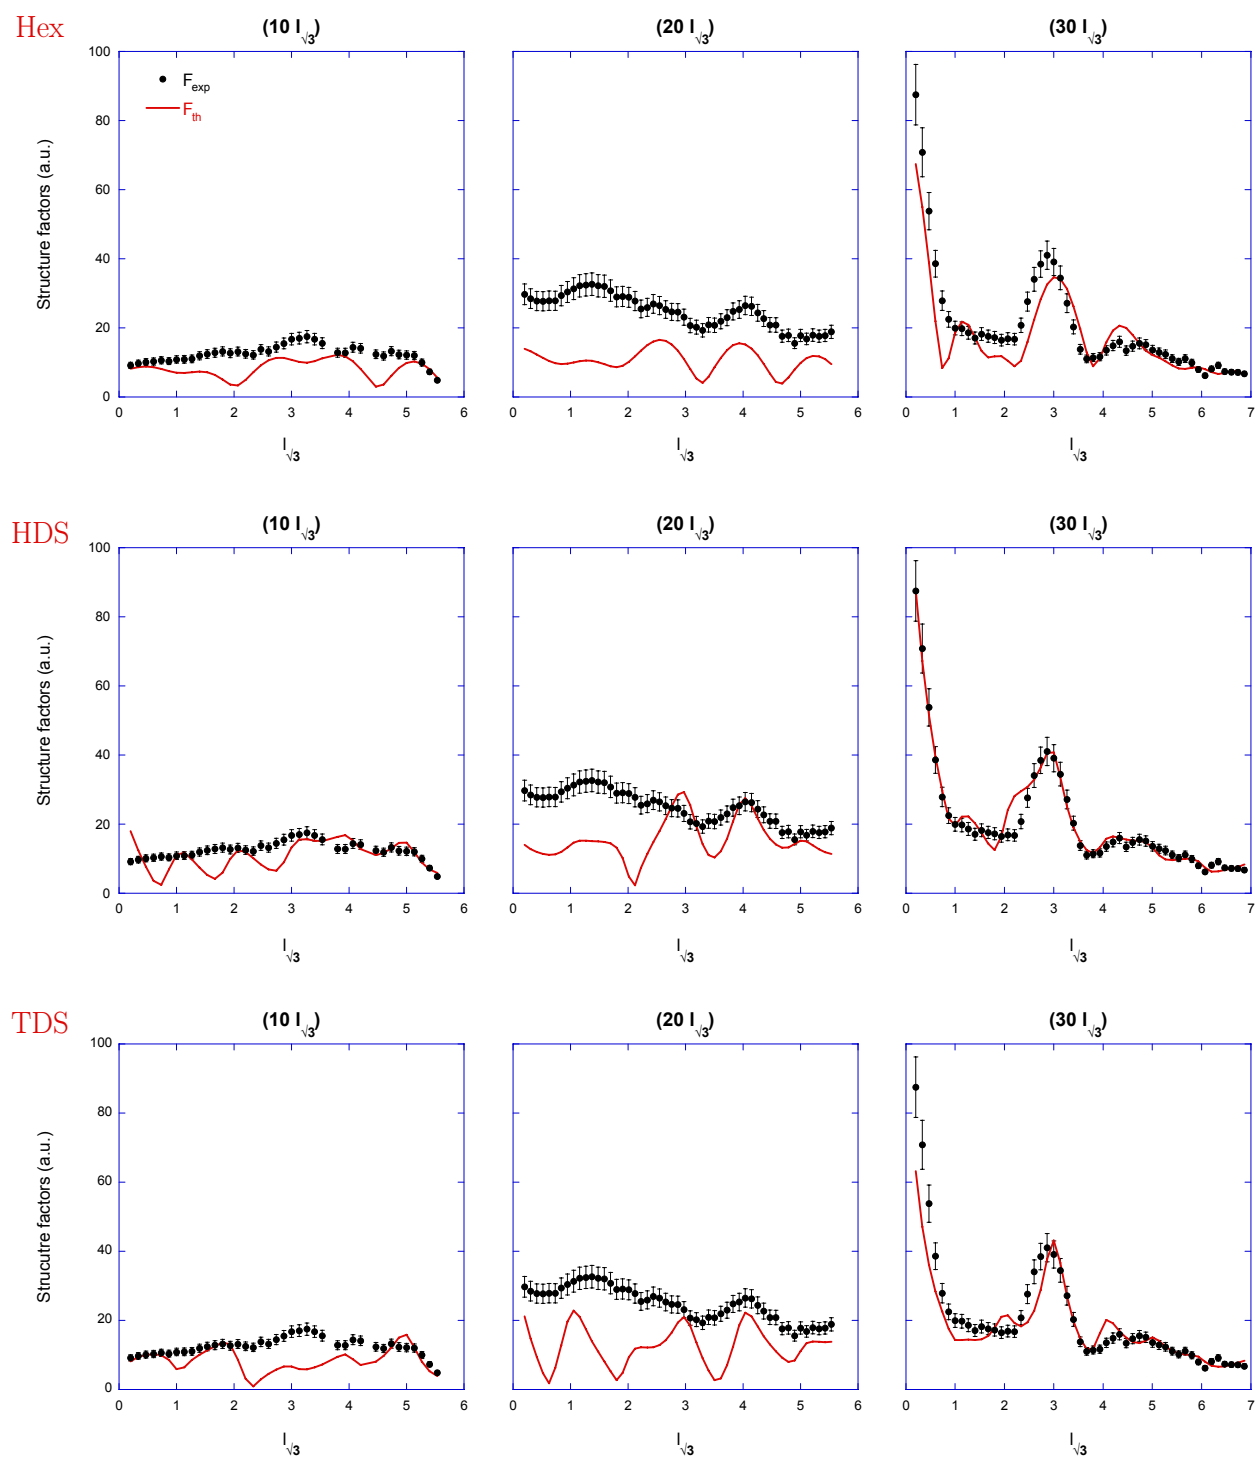 Hex
(10 l√3)
(20 l√3)
(30 l√3)
Structure factors (a.u.)
100
80
60
40
20
0
F_exp
F_th
0 1 2 3 4 5 6
0 1 2 3 4 5 6
0 1 2 3 4 5 6 7
l√3
l√3
l√3
HDS
(10 l√3)
(20 l√3)
(30 l√3)
Structure factors (a.u.)
100
80
60
40
20
0
0 1 2 3 4 5 6
0 1 2 3 4 5 6
0 1 2 3 4 5 6 7
l√3
l√3
l√3
TDS
(10 l√3)
(20 l√3)
(30 l√3)
Strucutre factors (a.u.)
100
80
60
40
20
0
0 1 2 3 4 5 6
0 1 2 3 4 5 6
0 1 2 3 4 5 6 7
l√3
l√3
l√3